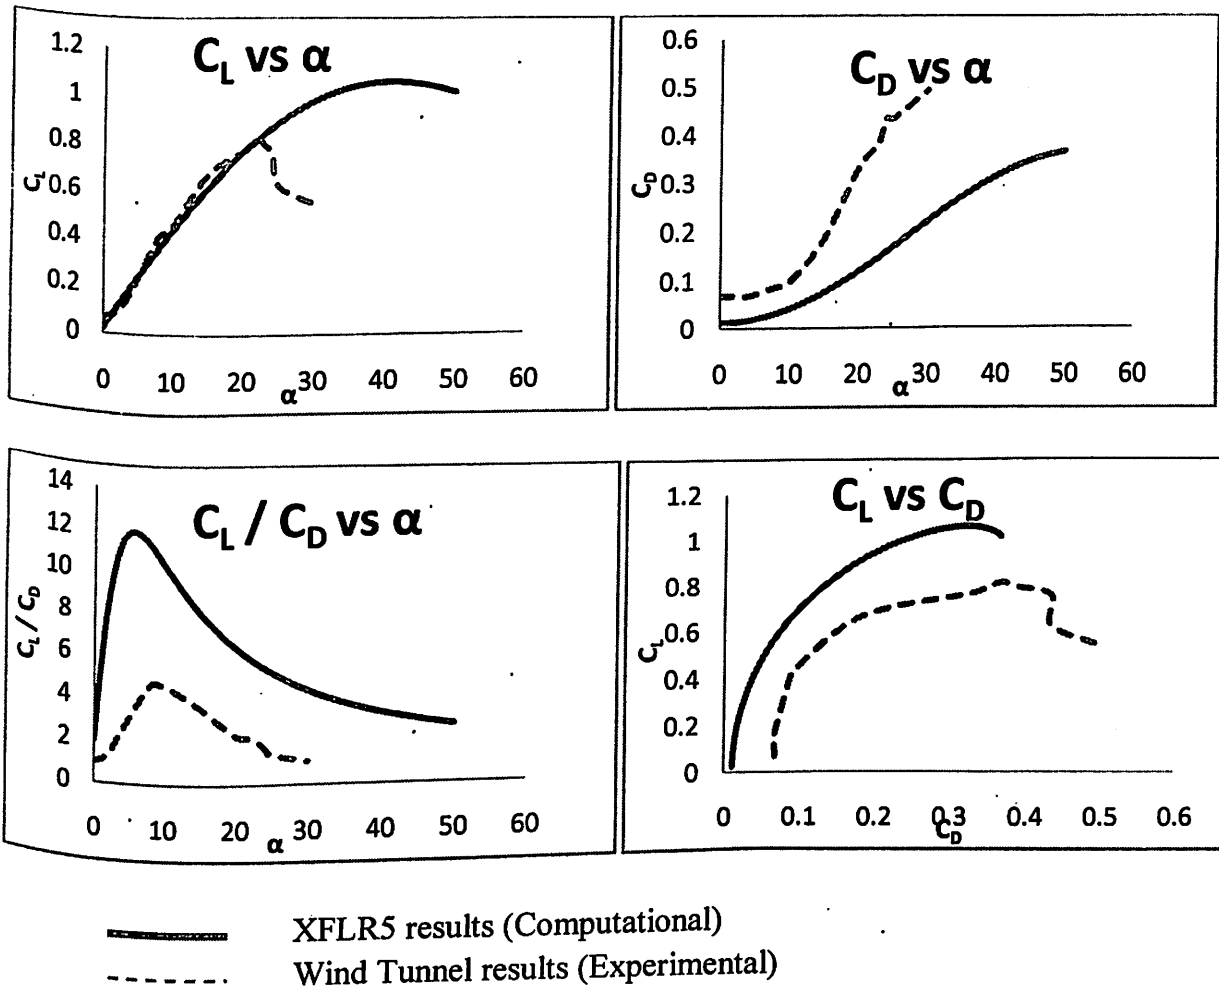 C_L vs α
1.2
1
0.8
0.6
0.4
0.2
0
C_L
0 10 20 30 40 50 60
α
C_D vs α
0.6
0.5
0.4
0.3
0.2
0.1
0
C_D
0 10 20 30 40 50 60
α
C_L / C_D vs α
14
12
10
8
6
4
2
0
C_L / C_D
0 10 20 30 40 50 60
α
C_L vs C_D
1.2
1
0.8
0.6
0.4
0.2
0
C_L
0 0.1 0.2 0.3 0.4 0.5 0.6
C_D
XFLR5 results (Computational)
Wind Tunnel results (Experimental)